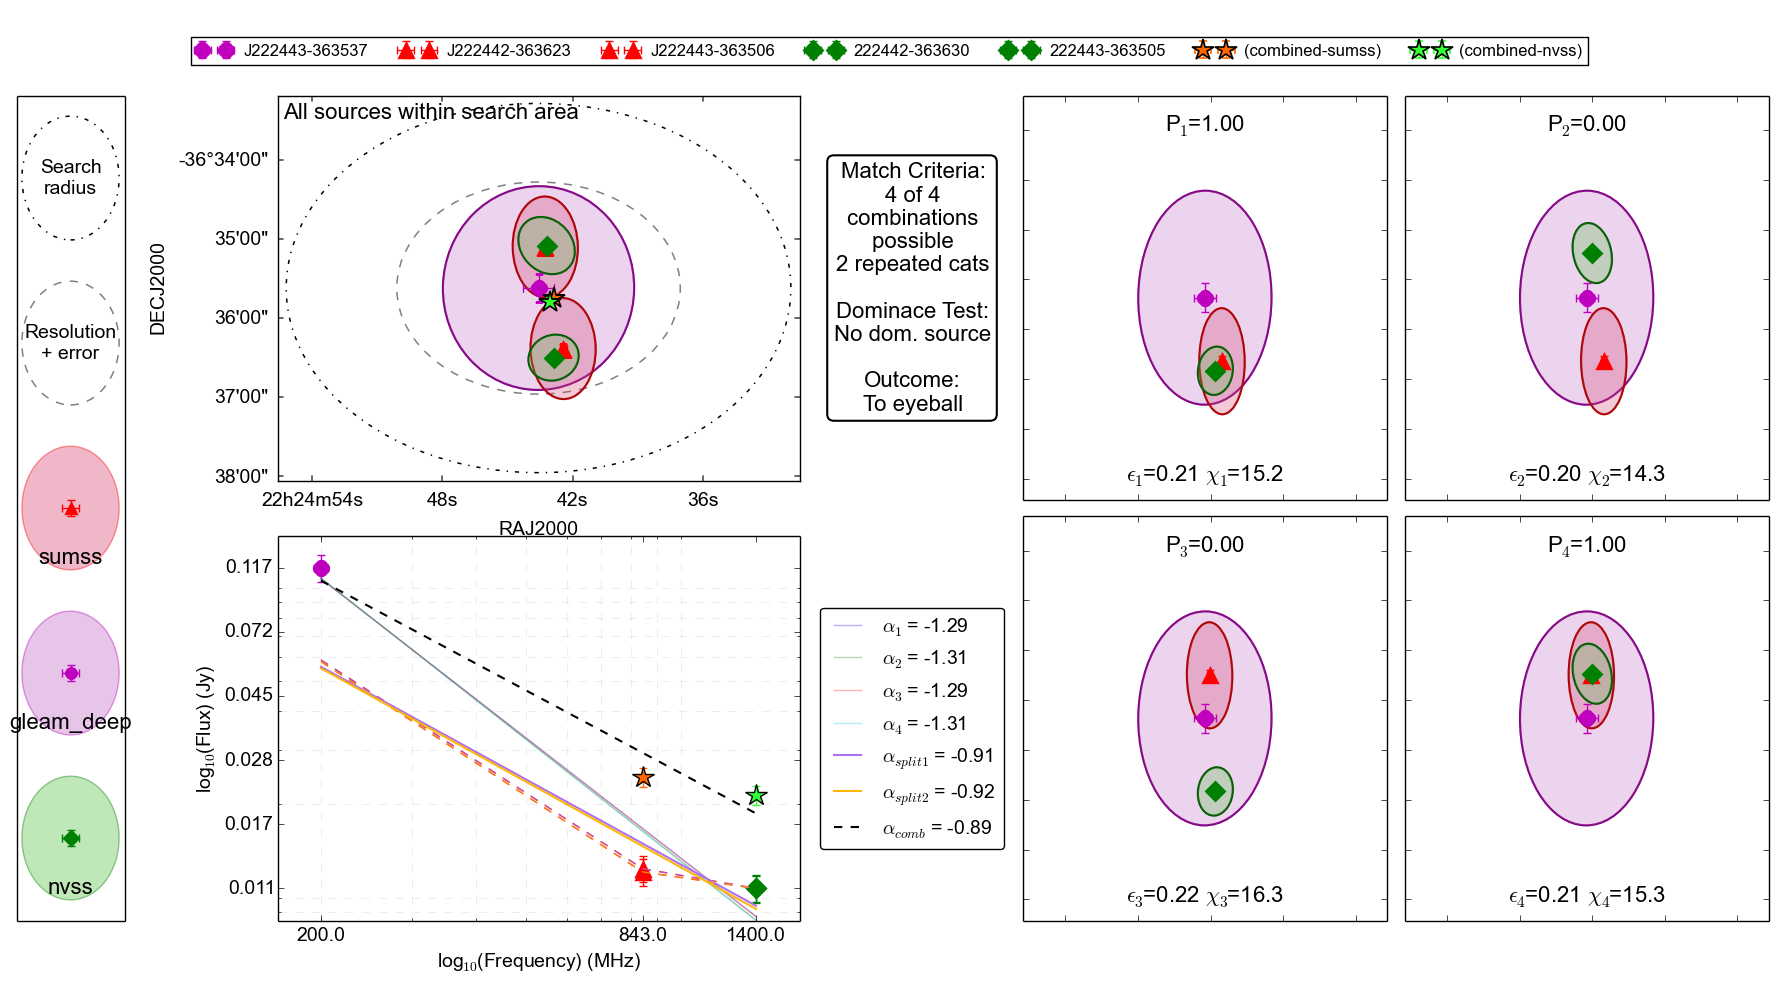 J222443-363537 J222442-363623 J222443-363506 222442-363630 222443-363505 (combined-sumss) (combined-nvss)
Search
radius
Resolution
+ error
sumss
gleam_deep
nvss
All sources within search area
DECJ2000
-36°34'00"
35'00"
36'00"
37'00"
38'00"
22h24m54s 48s 42s 36s
RAJ2000
Match Criteria:
4 of 4
combinations
possible
2 repeated cats
Dominace Test:
No dom. source
Outcome:
To eyeball
P₁=1.00
ϵ₁=0.21 χ₁=15.2
P₂=0.00
ϵ₂=0.20 χ₂=14.3
log₁₀(Flux) (Jy)
0.117
0.072
0.045
0.028
0.017
0.011
200.0 843.0 1400.0
log₁₀(Frequency) (MHz)
α₁ = -1.29
α₂ = -1.31
α₃ = -1.29
α₄ = -1.31
α_split1 = -0.91
α_split2 = -0.92
α_comb = -0.89
P₃=0.00
ϵ₃=0.22 χ₃=16.3
P₄=1.00
ϵ₄=0.21 χ₄=15.3